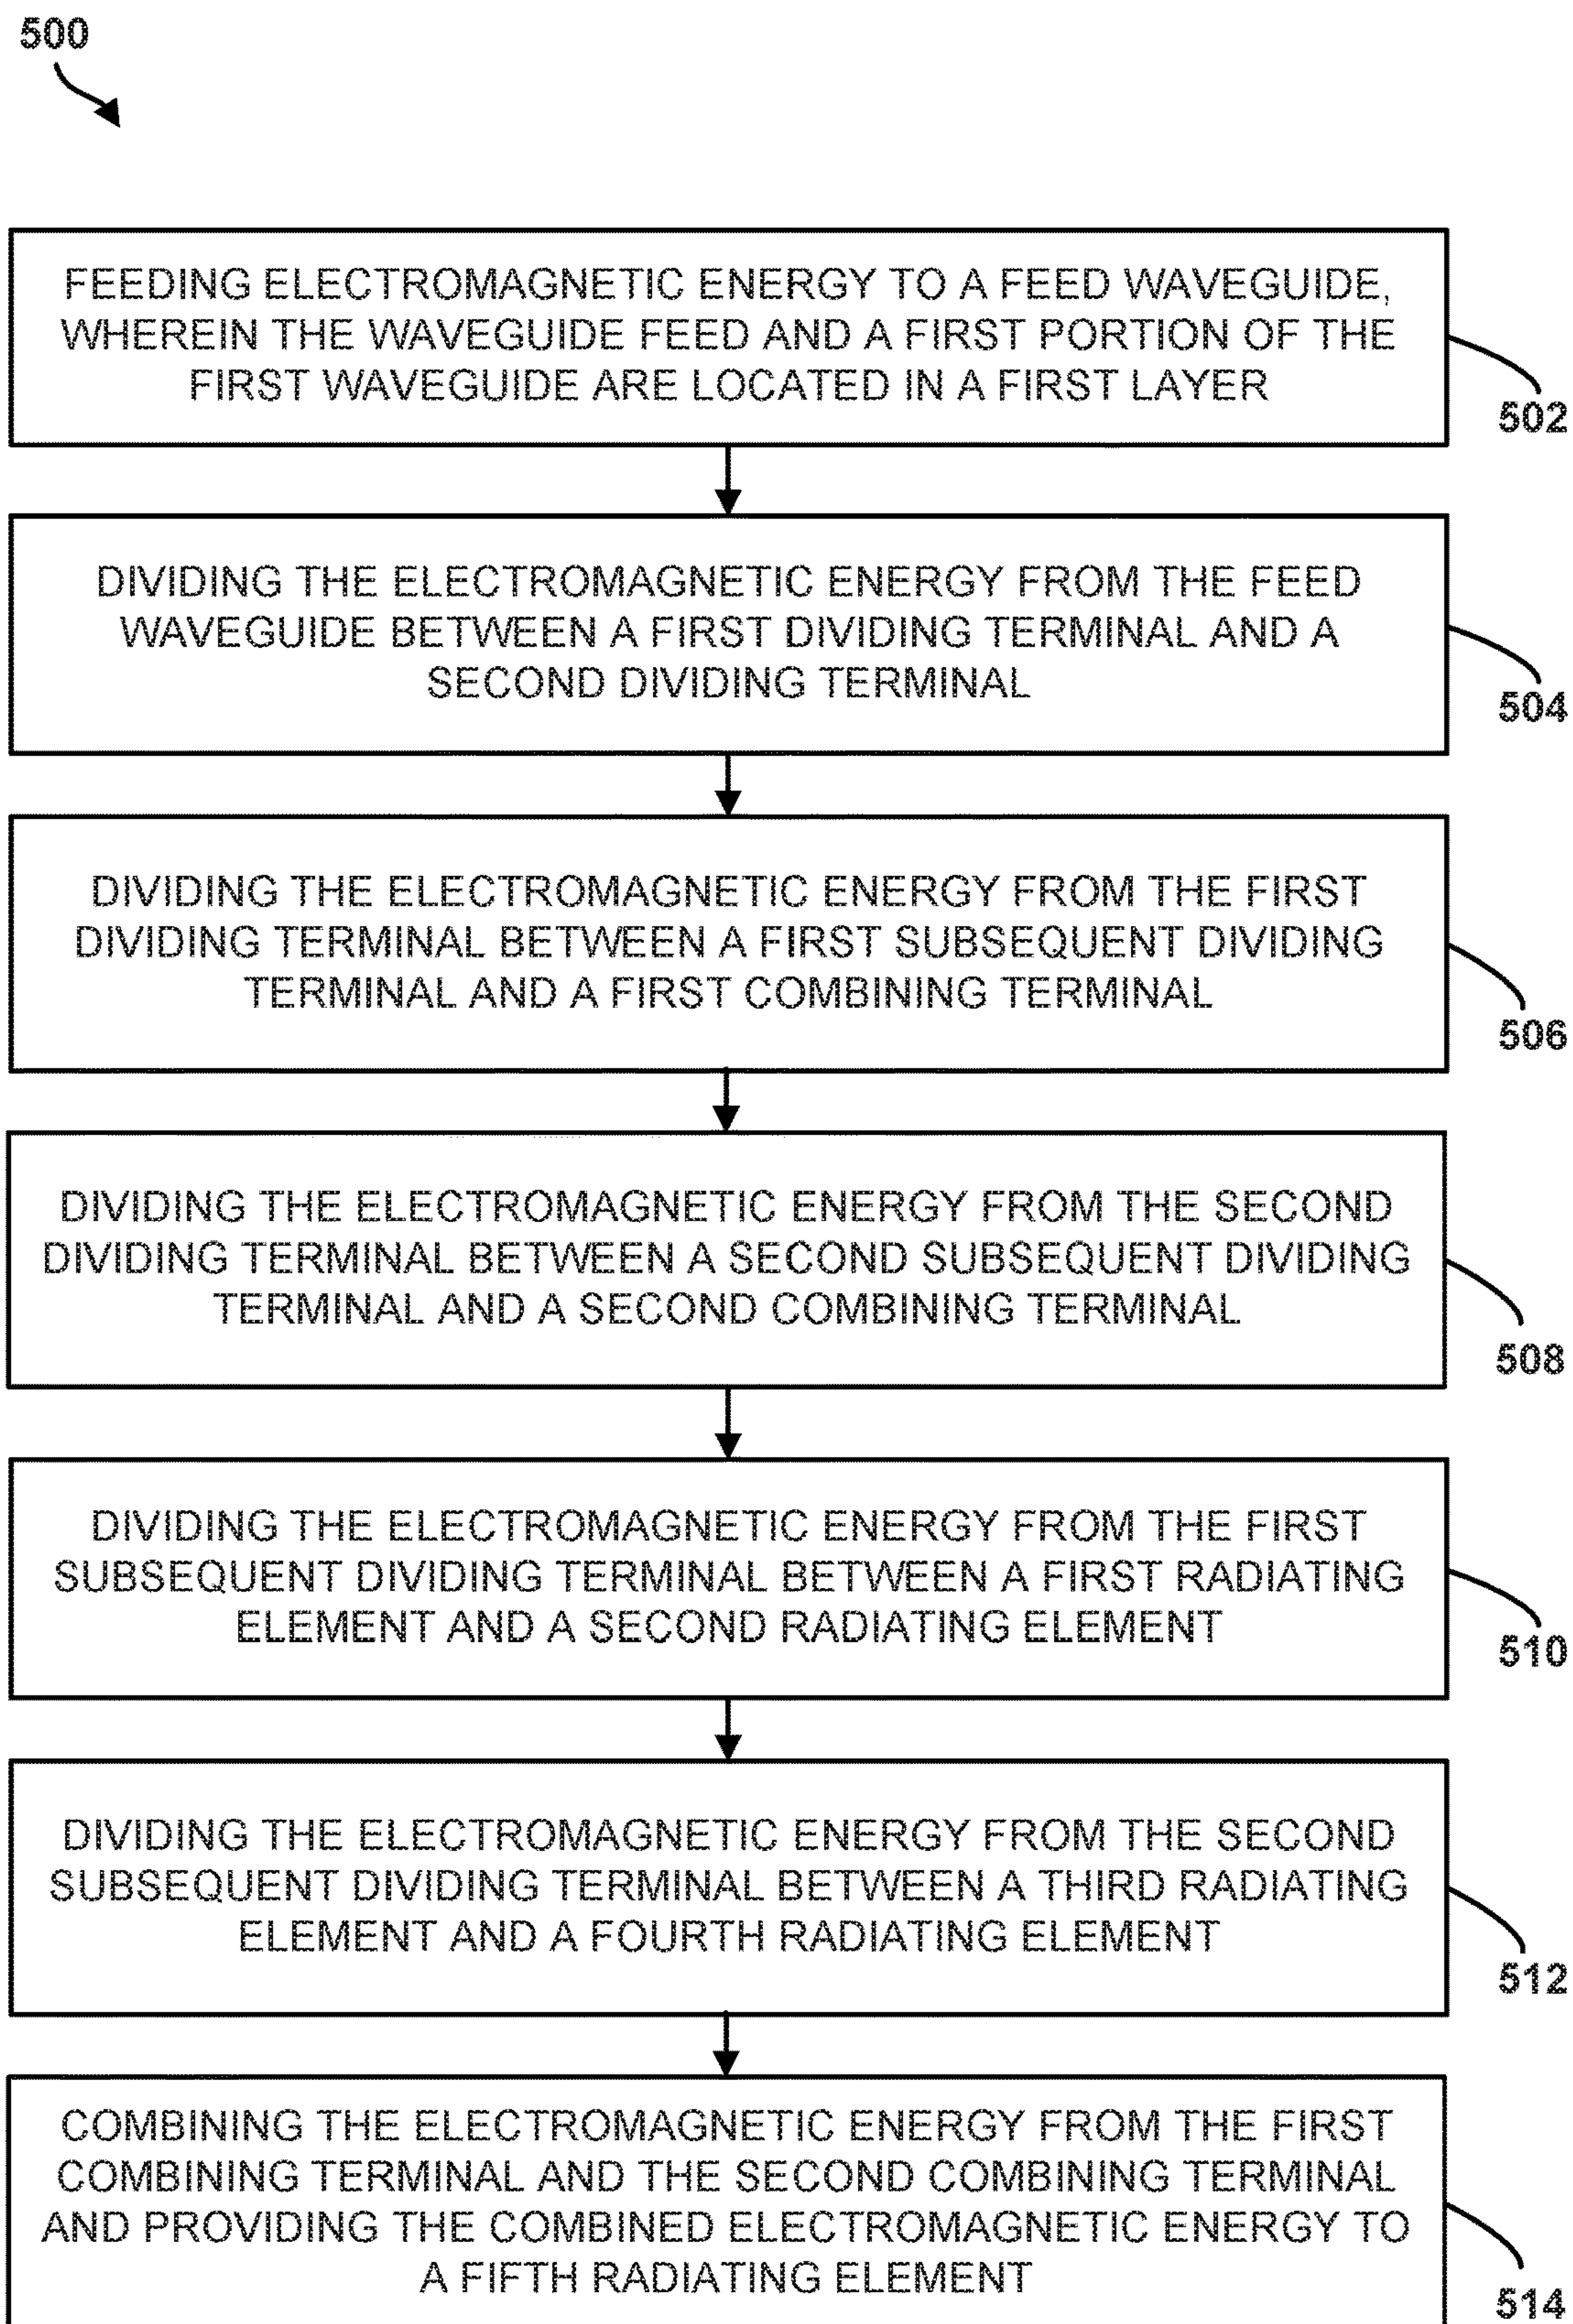 500
FEEDING ELECTROMAGNETIC ENERGY TO A FEED WAVEGUIDE,
WHEREIN THE WAVEGUIDE FEED AND A FIRST PORTION OF THE
FIRST WAVEGUIDE ARE LOCATED IN A FIRST LAYER
502
DIVIDING THE ELECTROMAGNETIC ENERGY FROM THE FEED
WAVEGUIDE BETWEEN A FIRST DIVIDING TERMINAL AND A
SECOND DIVIDING TERMINAL
504
DIVIDING THE ELECTROMAGNETIC ENERGY FROM THE FIRST
DIVIDING TERMINAL BETWEEN A FIRST SUBSEQUENT DIVIDING
TERMINAL AND A FIRST COMBINING TERMINAL
506
DIVIDING THE ELECTROMAGNETIC ENERGY FROM THE SECOND
DIVIDING TERMINAL BETWEEN A SECOND SUBSEQUENT DIVIDING
TERMINAL AND A SECOND COMBINING TERMINAL
508
DIVIDING THE ELECTROMAGNETIC ENERGY FROM THE FIRST
SUBSEQUENT DIVIDING TERMINAL BETWEEN A FIRST RADIATING
ELEMENT AND A SECOND RADIATING ELEMENT
510
DIVIDING THE ELECTROMAGNETIC ENERGY FROM THE SECOND
SUBSEQUENT DIVIDING TERMINAL BETWEEN A THIRD RADIATING
ELEMENT AND A FOURTH RADIATING ELEMENT
512
COMBINING THE ELECTROMAGNETIC ENERGY FROM THE FIRST
COMBINING TERMINAL AND THE SECOND COMBINING TERMINAL
AND PROVIDING THE COMBINED ELECTROMAGNETIC ENERGY TO
A FIFTH RADIATING ELEMENT
514